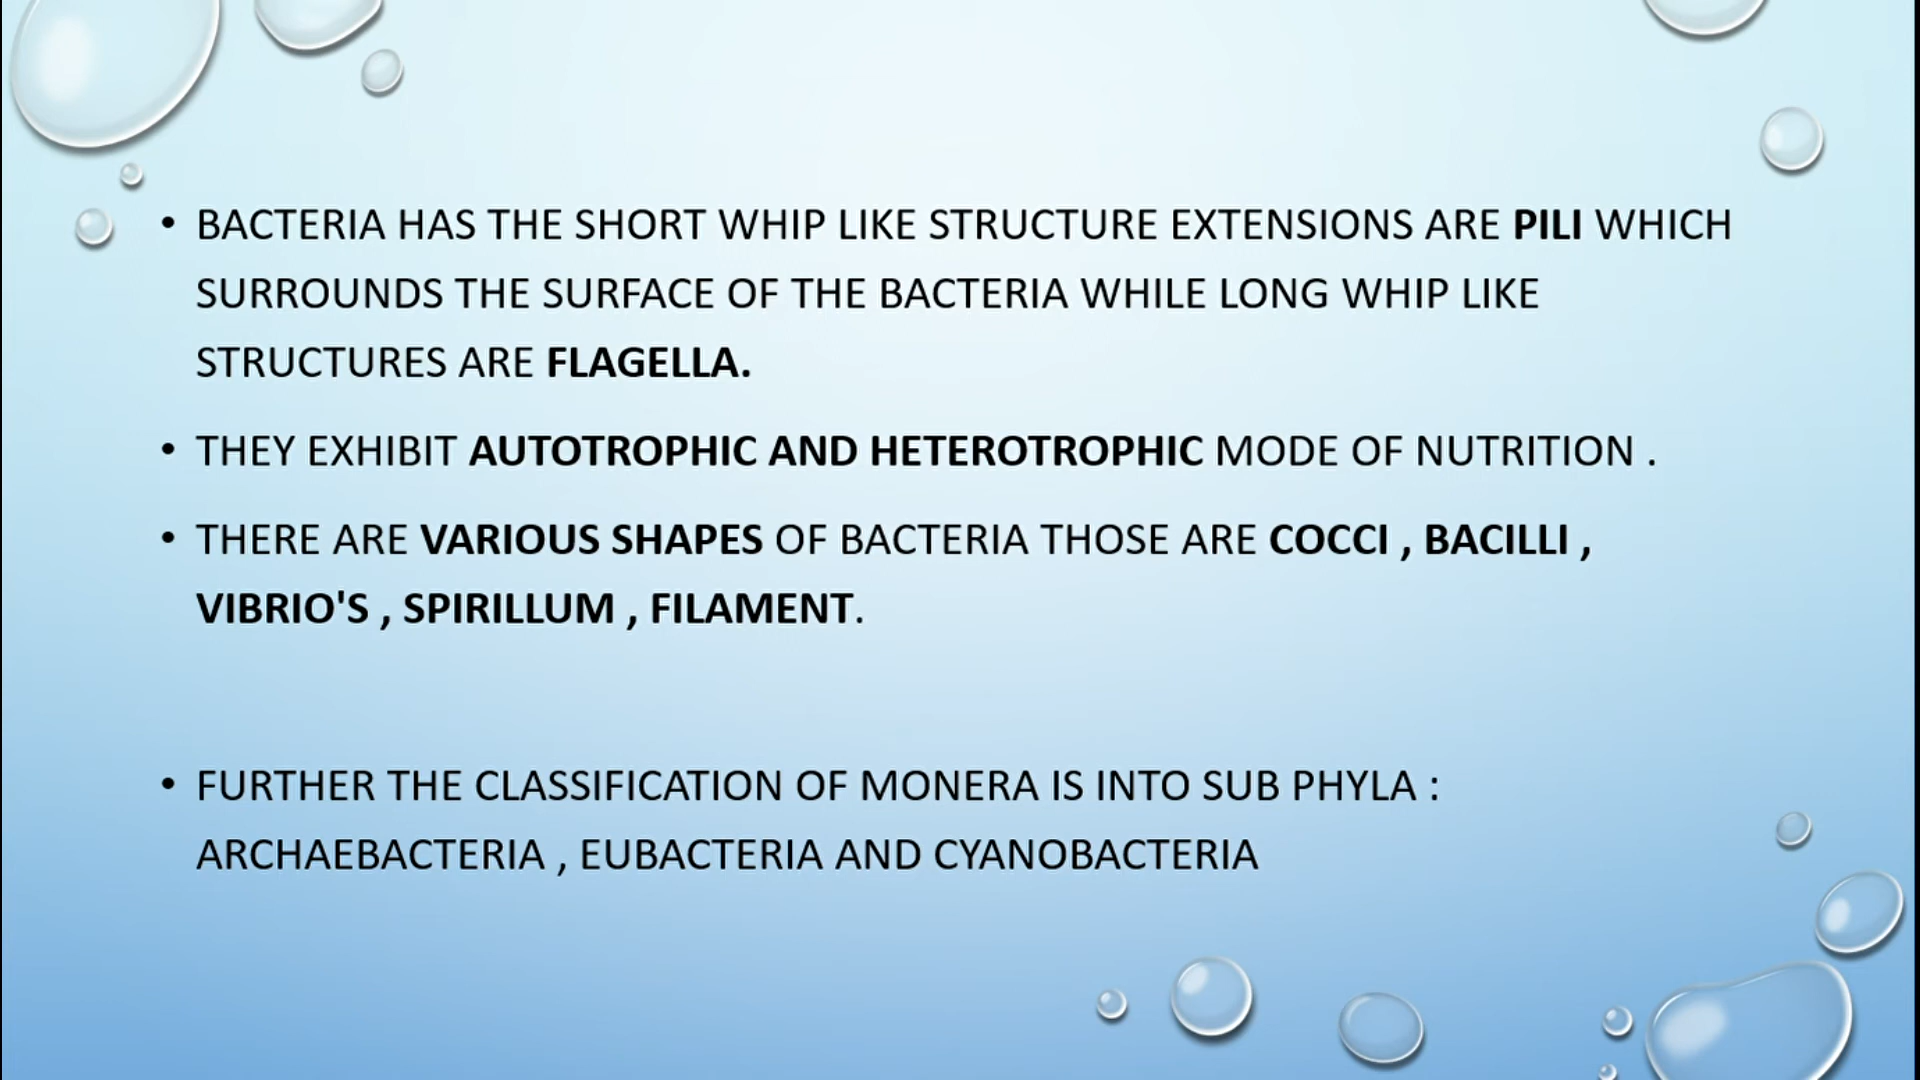 • BACTERIA HAS THE SHORT WHIP LIKE STRUCTURE EXTENSIONS ARE PILI WHICH
SURROUNDS THE SURFACE OF THE BACTERIA WHILE LONG WHIP LIKE
STRUCTURES ARE FLAGELLA.
• THEY EXHIBIT AUTOTROPHIC AND HETEROTROPHIC MODE OF NUTRITION .
• THERE ARE VARIOUS SHAPES OF BACTERIA THOSE ARE COCCI , BACILLI ,
VIBRIO'S , SPIRILLUM , FILAMENT.
• FURTHER THE CLASSIFICATION OF MONERA IS INTO SUB PHYLA :
ARCHAEBACTERIA , EUBACTERIA AND CYANOBACTERIA